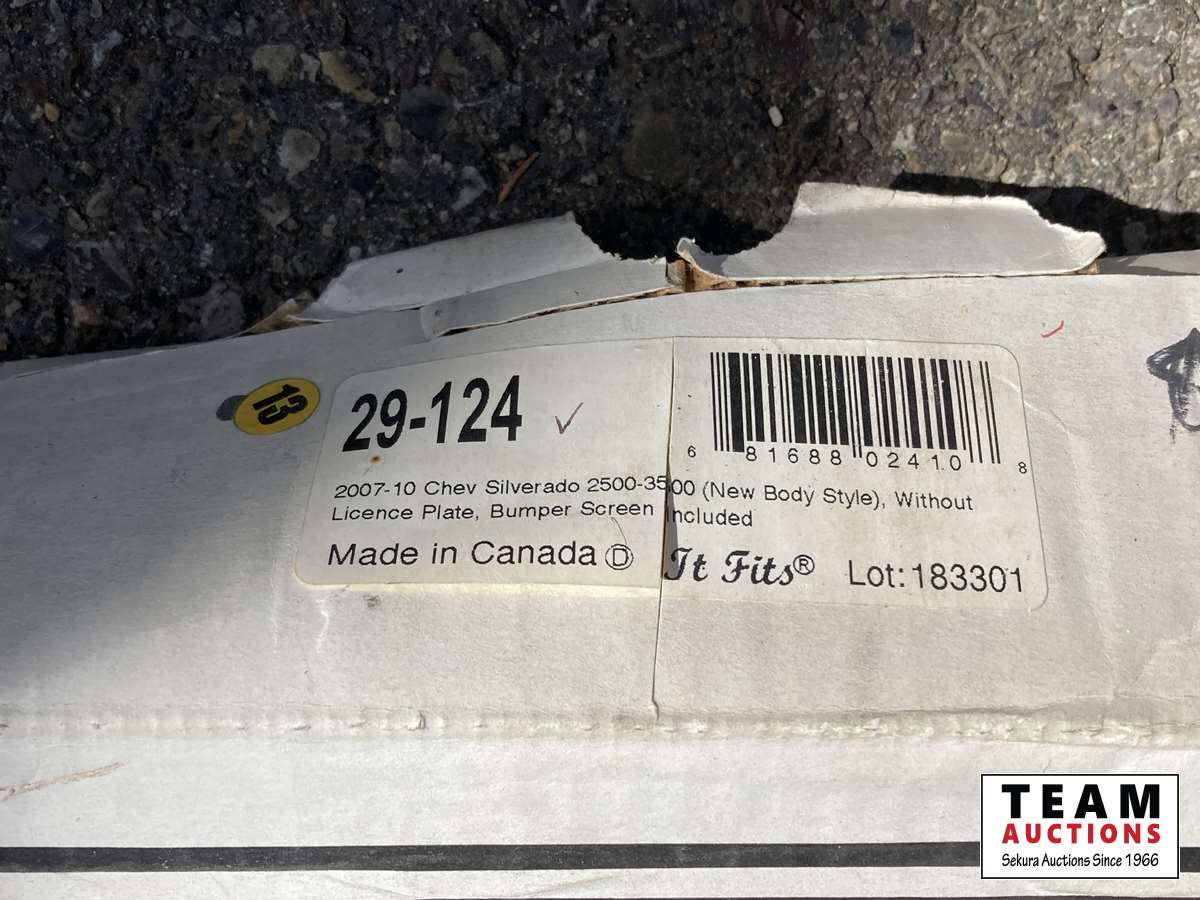 13
29-124
6 81688 02410 8
2007-10 Chev Silverado 2500-3500 (New Body Style), Without
Licence Plate, Bumper Screen Included
Made in Canada D It Fits® Lot: 183301
TEAM
AUCTIONS
Sekura Auctions Since 1966